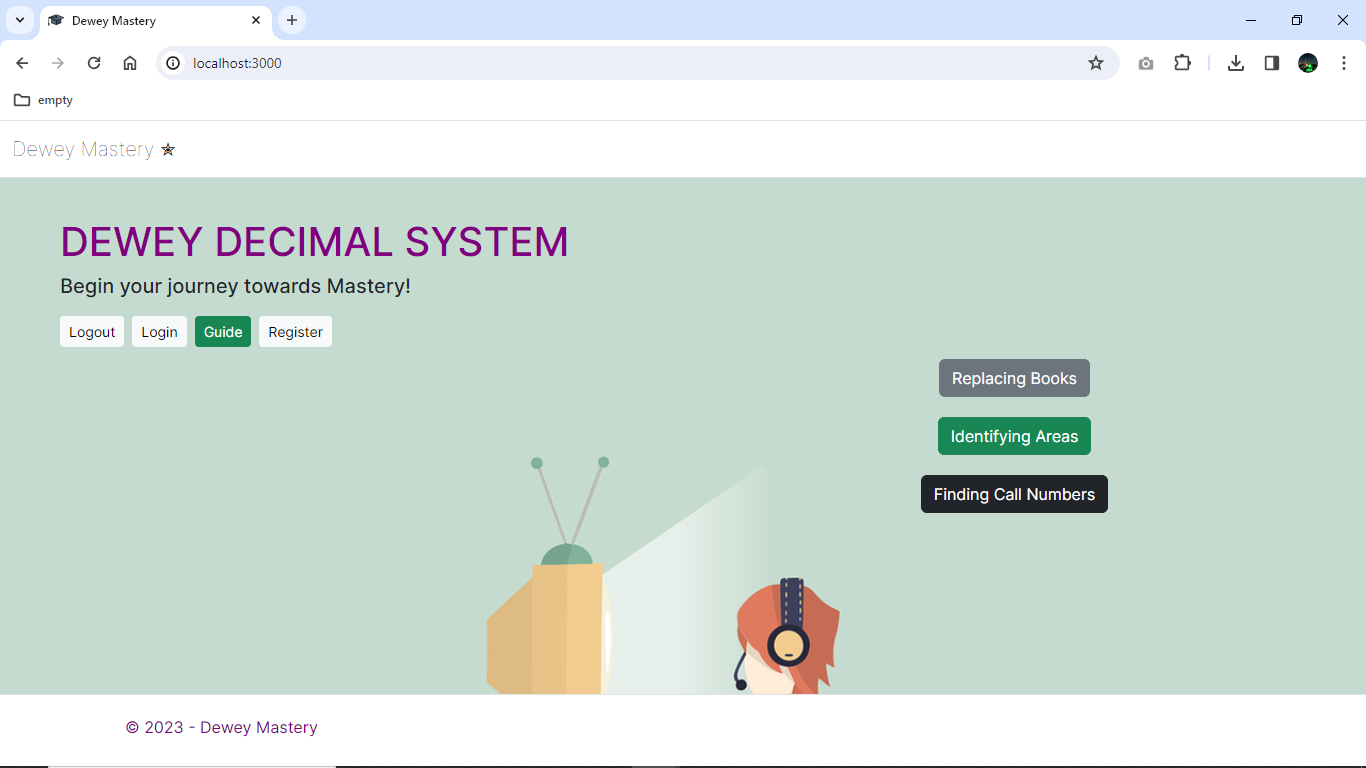 Dewey Mastery
localhost:3000
empty
Dewey Mastery
DEWEY DECIMAL SYSTEM
Begin your journey towards Mastery!
Logout Login Guide Register
Replacing Books
Identifying Areas
Finding Call Numbers
© 2023 - Dewey Mastery